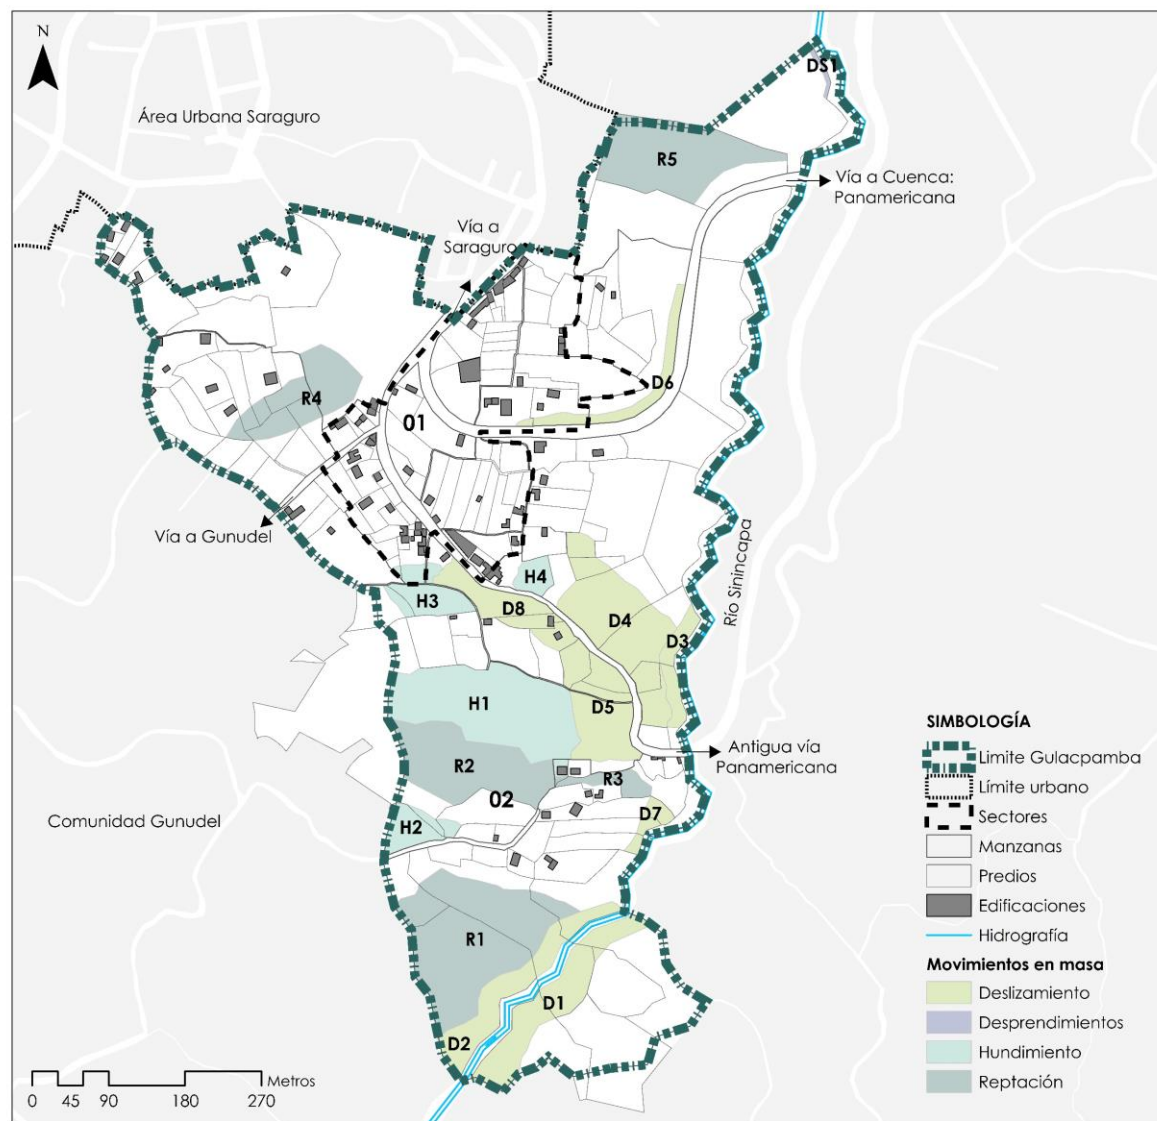 N
DS1
Área Urbana Saraguro
R5
Vía a Cuenca:
Panamericana
Vía a
Saraguro
D6
R4
01
Vía a Gunudel
Río Sinincapa
H4
H3
D8
D4
D3
H1
D5
Antigua vía
Panamericana
R2
R3
02
H2
D7
Comunidad Gunudel
R1
D1
D2
Metros
0 45 90 180 270
SIMBOLOGÍA
Limite Gulacpamba
Límite urbano
Sectores
Manzanas
Predios
Edificaciones
Hidrografía
Movimientos en masa
Deslizamiento
Desprendimientos
Hundimiento
Reptación